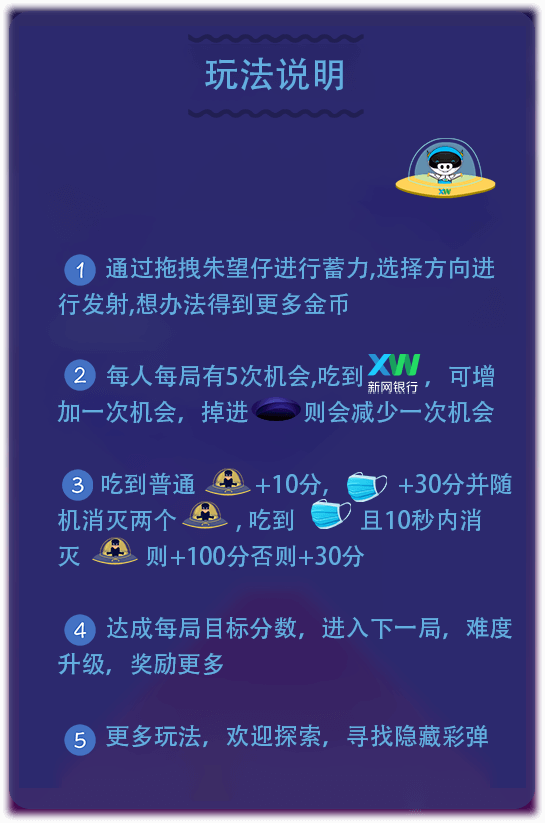 玩法说明
XW
1 通过拖拽朱望仔进行蓄力,选择方向进
行发射,想办法得到更多金币
2 每人每局有5次机会,吃到 XW 新网银行 ，可增
加一次机会，掉进 则会减少一次机会
3 吃到普通 +10分， +30分并随
机消灭两个 ,吃到 且10秒内消
灭 则+100分否则+30分
4 达成每局目标分数，进入下一局，难度
升级，奖励更多
5 更多玩法，欢迎探索，寻找隐藏彩弹